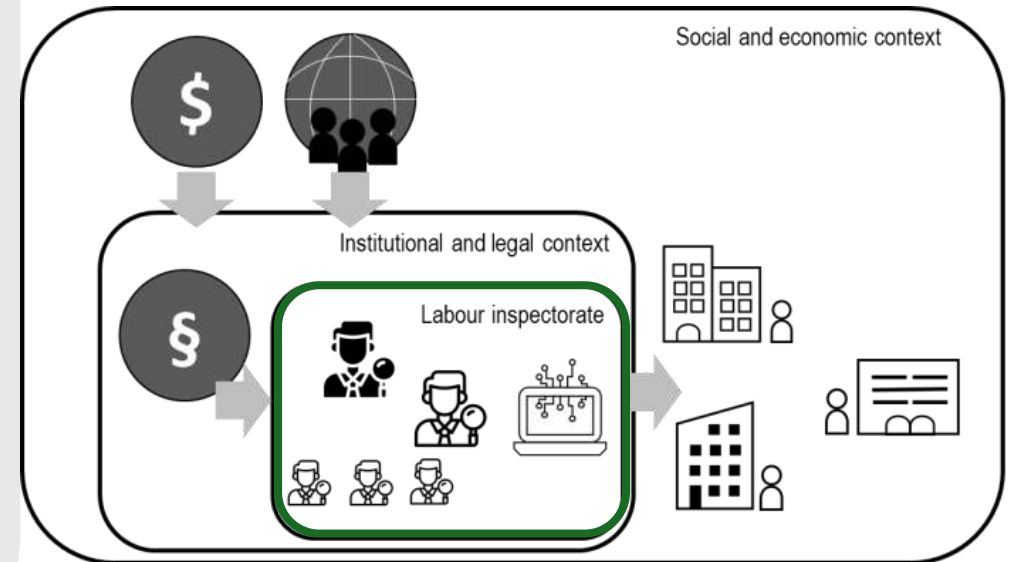 Social and economic context
$
Institutional and legal context
§
Labour inspectorate